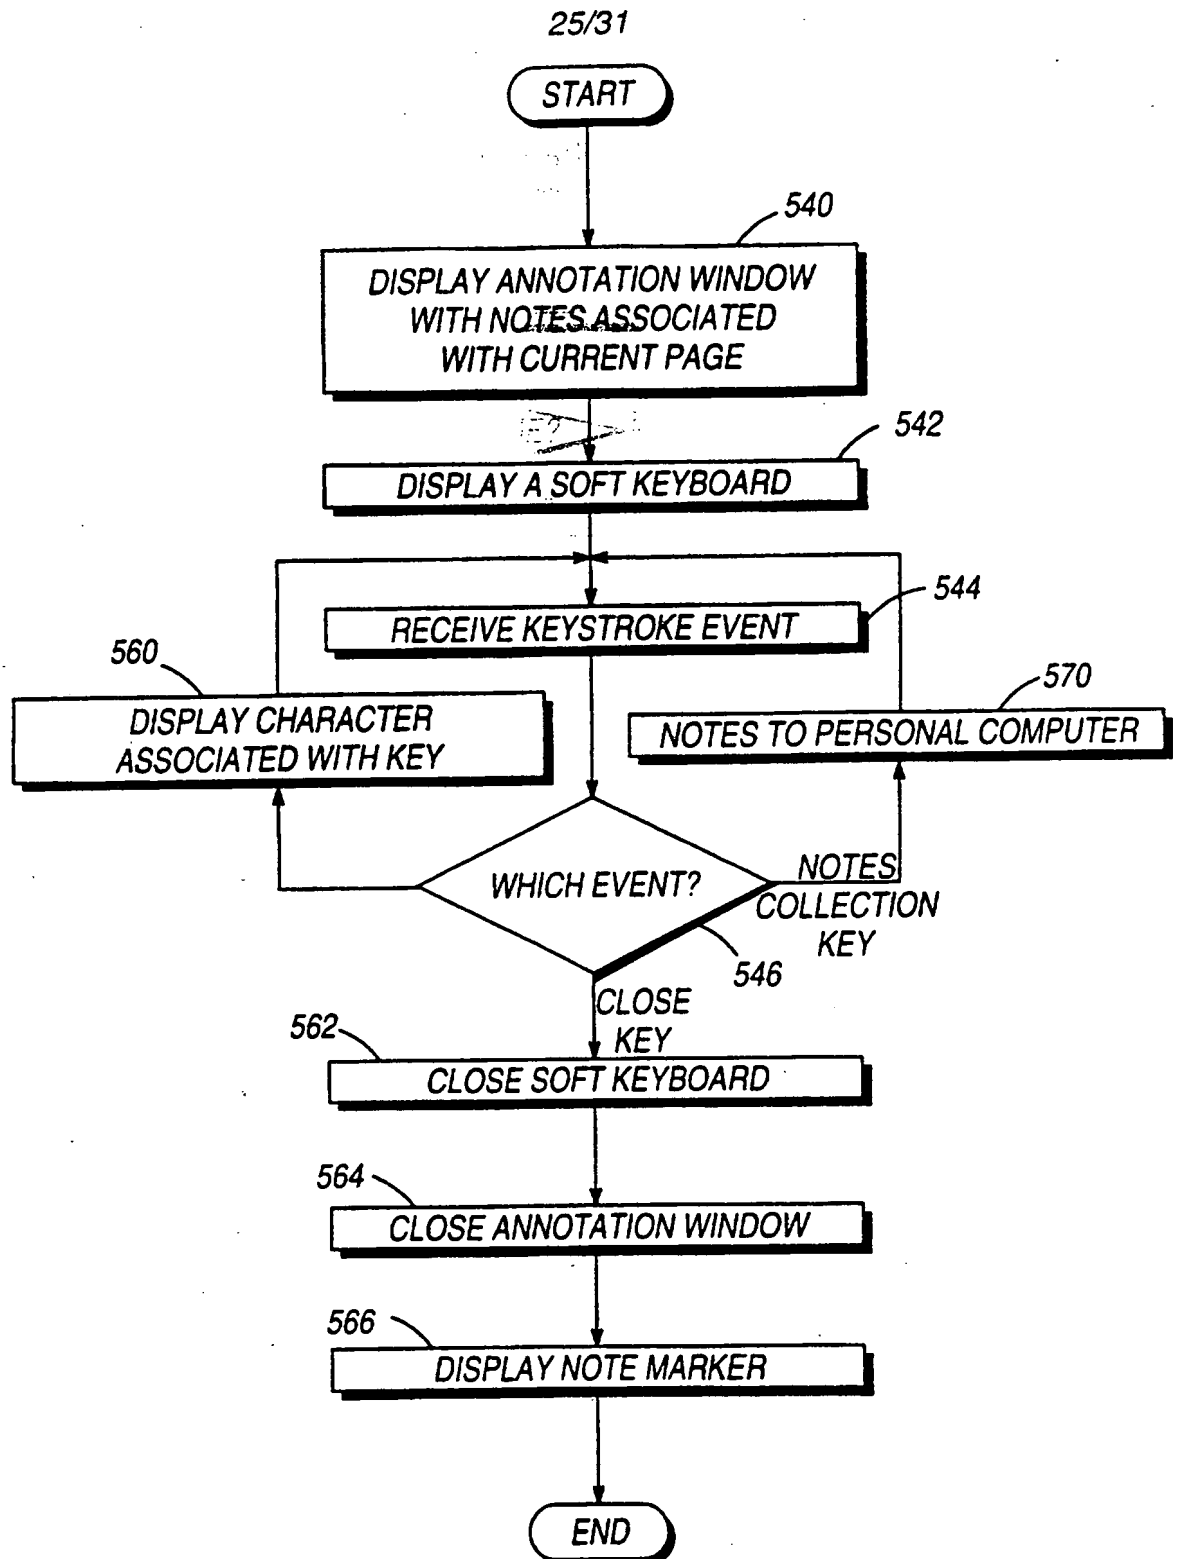 25/31
START
540
DISPLAY ANNOTATION WINDOW
WITH NOTES ASSOCIATED
WITH CURRENT PAGE
542
DISPLAY A SOFT KEYBOARD
544
RECEIVE KEYSTROKE EVENT
560
DISPLAY CHARACTER
ASSOCIATED WITH KEY
570
NOTES TO PERSONAL COMPUTER
WHICH EVENT?
NOTES
COLLECTION
KEY
546
CLOSE
KEY
562
CLOSE SOFT KEYBOARD
564
CLOSE ANNOTATION WINDOW
566
DISPLAY NOTE MARKER
END